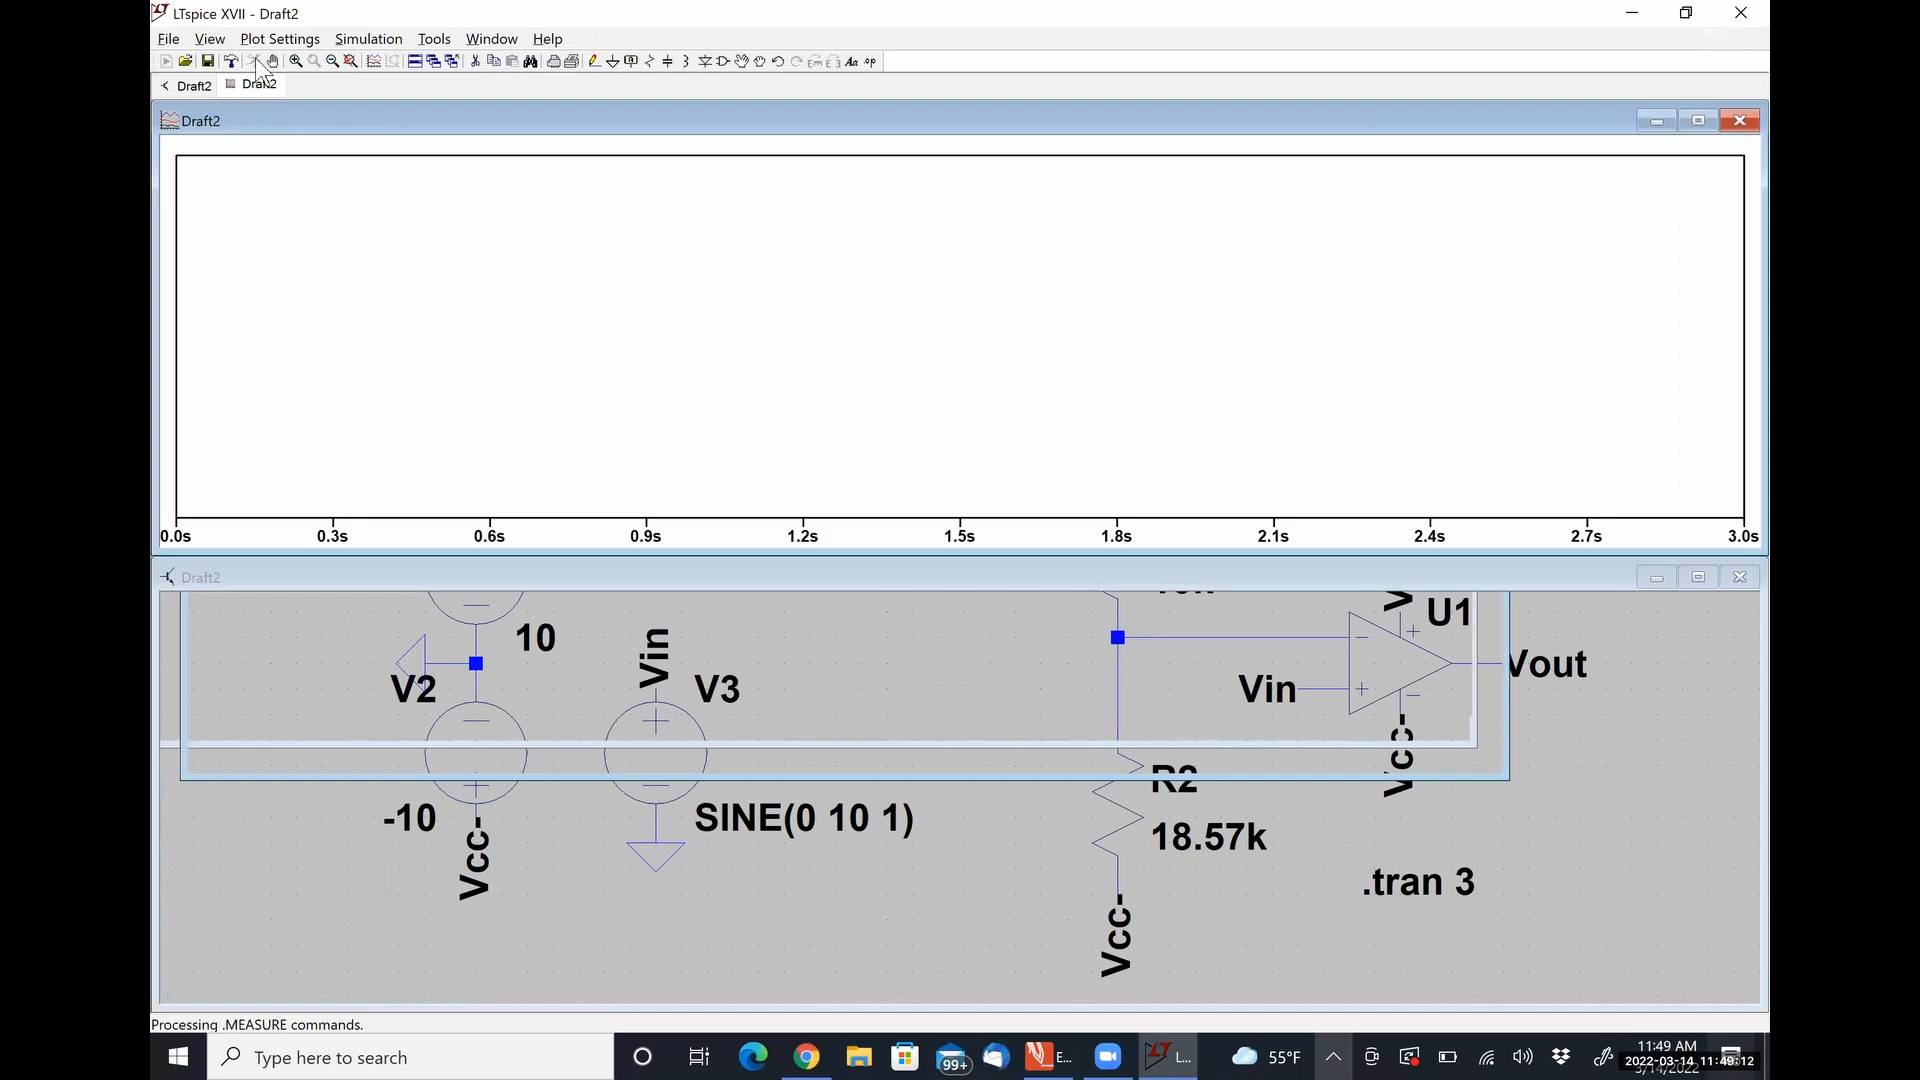 LTspice XVII - Draft2
File View Plot Settings Simulation Tools Window Help
Draft2 Draft2
Draft2
0.0s 0.3s 0.6s 0.9s 1.2s 1.5s 1.8s 2.1s 2.4s 2.7s 3.0s
Draft2
U1
10
Vin
V2
V3
Vin
Vout
Vcc-
R2
-10
SINE(0 10 1)
18.57k
Vcc-
.tran 3
Vcc-
Processing .MEASURE commands.
Type here to search
99+
E...
L...
55°F
11:49 AM
2022-03-14 11:49:12